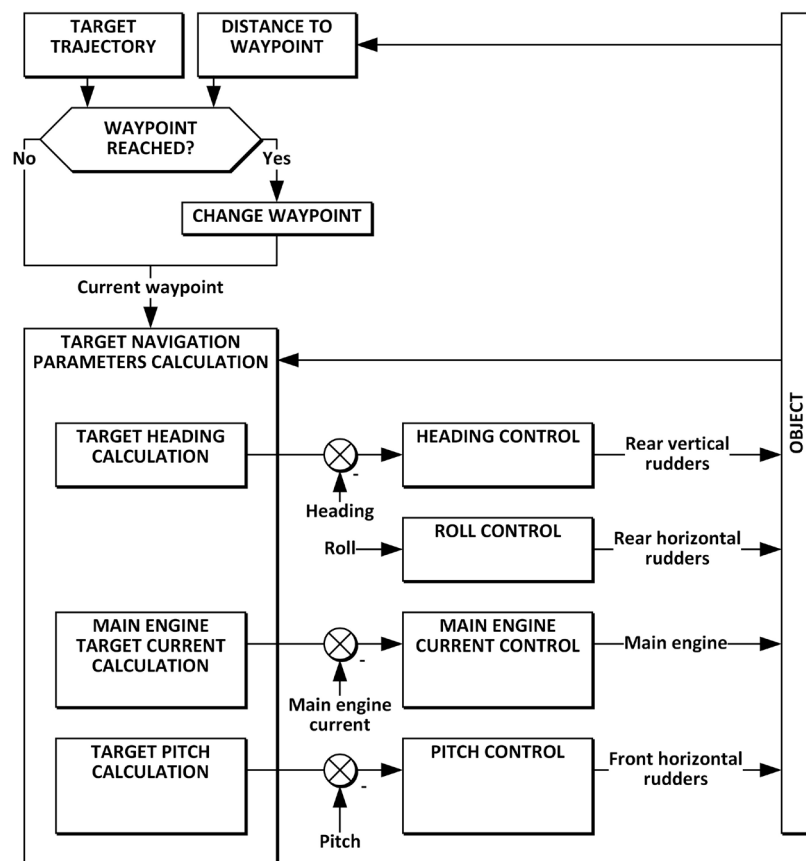 TARGET
TRAJECTORY
DISTANCE TO
WAYPOINT
WAYPOINT
REACHED?
No
Yes
CHANGE WAYPOINT
Current waypoint
TARGET NAVIGATION
PARAMETERS CALCULATION
TARGET HEADING
CALCULATION
-
Heading
HEADING CONTROL
Rear vertical
rudders
Roll
ROLL CONTROL
Rear horizontal
rudders
MAIN ENGINE
TARGET CURRENT
CALCULATION
-
Main engine
current
MAIN ENGINE
CURRENT CONTROL
Main engine
TARGET PITCH
CALCULATION
-
Pitch
PITCH CONTROL
Front horizontal
rudders
OBJECT